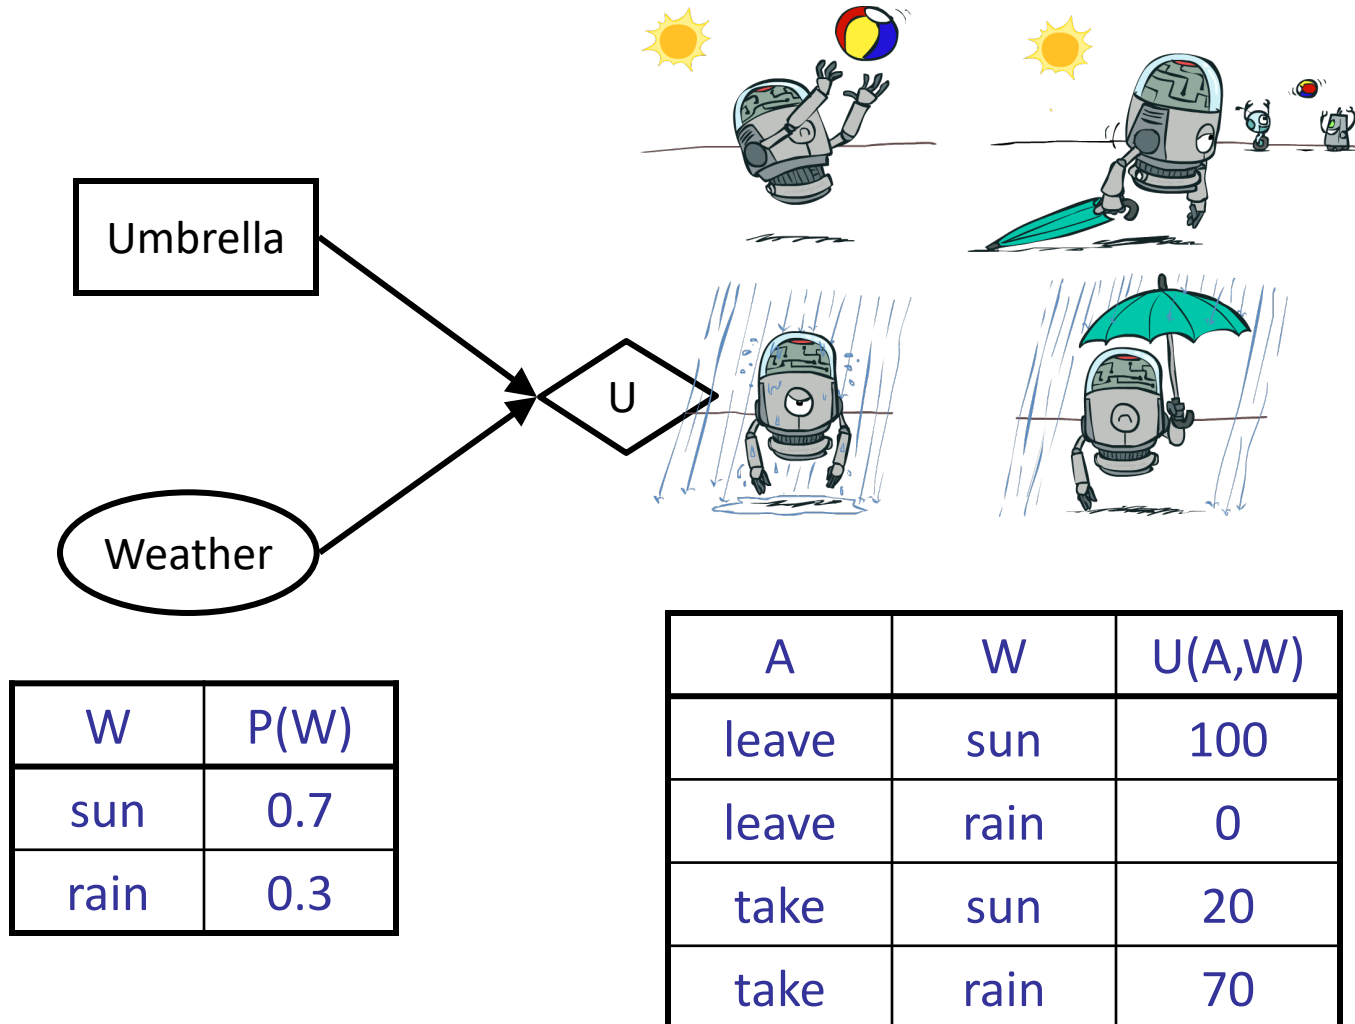 Umbrella
U
Weather
W P(W)
sun 0.7
rain 0.3
A W U(A,W)
leave sun 100
leave rain 0
take sun 20
take rain 70